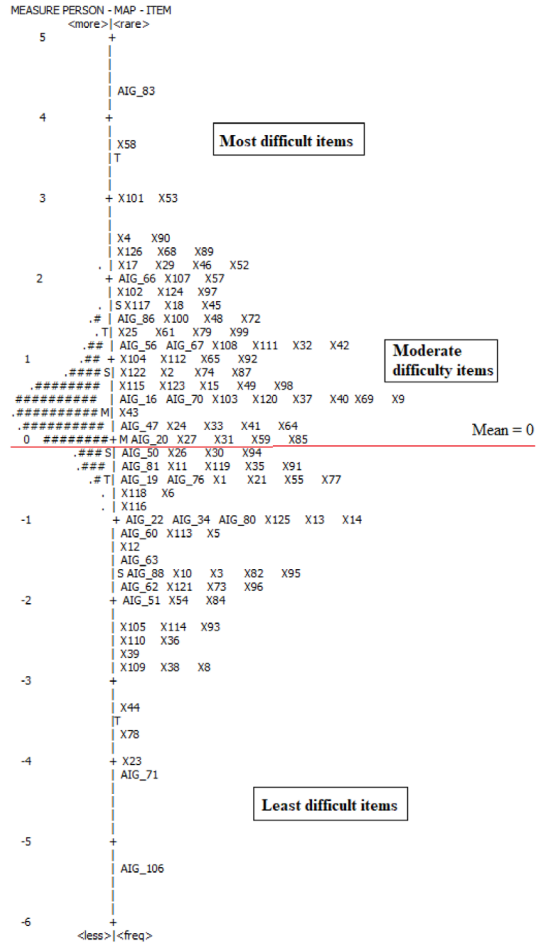 MEASURE PERSON - MAP - ITEM
<more>|<rare>
5 +
|
|
|
| AIG_83
|
4 +
|
Most difficult items
| X58
|T
|
|
3 + X101 X53
|
|
| X4 X90
| X126 X68 X89
. | X17 X29 X46 X52
2 + AIG_66 X107 X57
| X102 X124 X97
. |S X117 X18 X45
.# | AIG_86 X100 X48 X72
. T| X25 X61 X79 X99
.## | AIG_56 AIG_67 X108 X111 X32 X42
1 .## + X104 X112 X65 X92
Moderate
difficulty items
.#### S| X122 X2 X74 X87
.######## | X115 X123 X15 X49 X98
########## | AIG_16 AIG_70 X103 X120 X37 X40 X69 X9
.########## M| X43
.########## | AIG_47 X24 X33 X41 X64
Mean = 0
0 ######## +M AIG_20 X27 X31 X59 X85
.### S| AIG_50 X26 X30 X94
.### | AIG_81 X11 X119 X35 X91
.# T| AIG_19 AIG_76 X1 X21 X55 X77
. | X118 X6
. | X116
-1 + AIG_22 AIG_34 AIG_80 X125 X13 X14
| AIG_60 X113 X5
| X12
| AIG_63
|S AIG_88 X10 X3 X82 X95
| AIG_62 X121 X73 X96
-2 + AIG_51 X54 X84
|
| X105 X114 X93
| X110 X36
| X39
| X109 X38 X8
-3 +
|
| X44
|T
| X78
|
-4 + X23
| AIG_71
|
Least difficult items
|
|
|
-5 +
|
| AIG_106
|
|
|
-6 +
<less>|<freq>